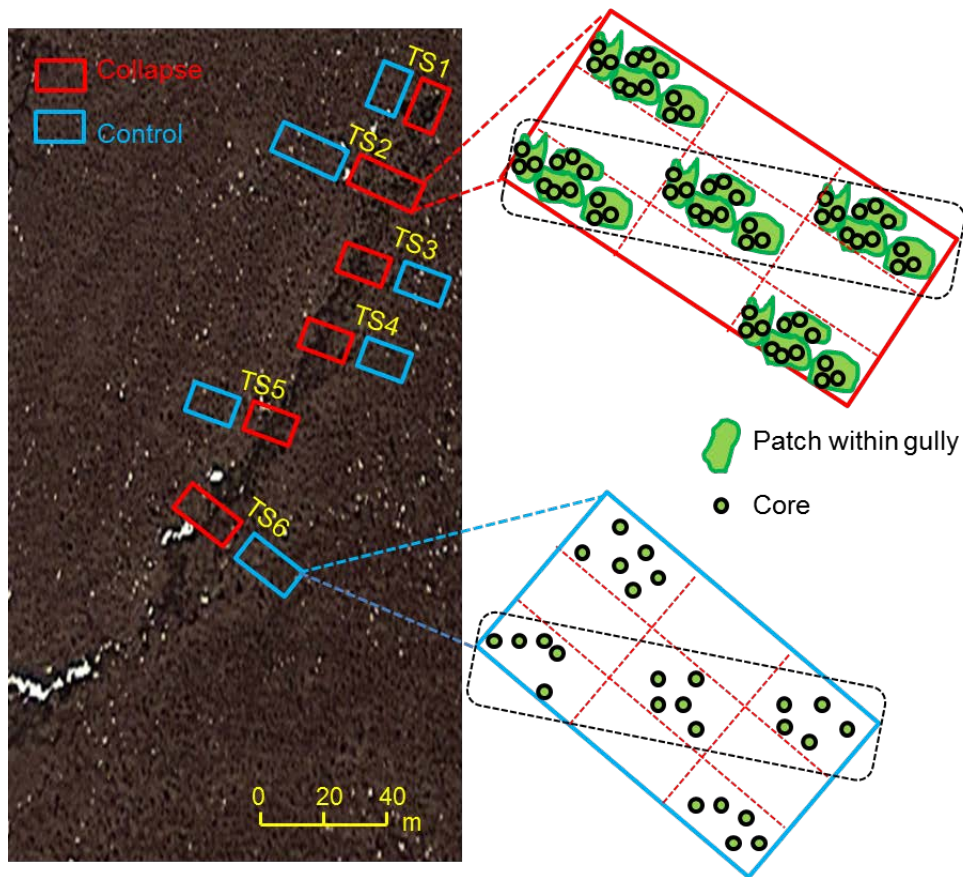 Collapse
Control
TS1
TS2
TS3
TS4
TS5
TS6
0 20 40
m
Patch within gully
Core